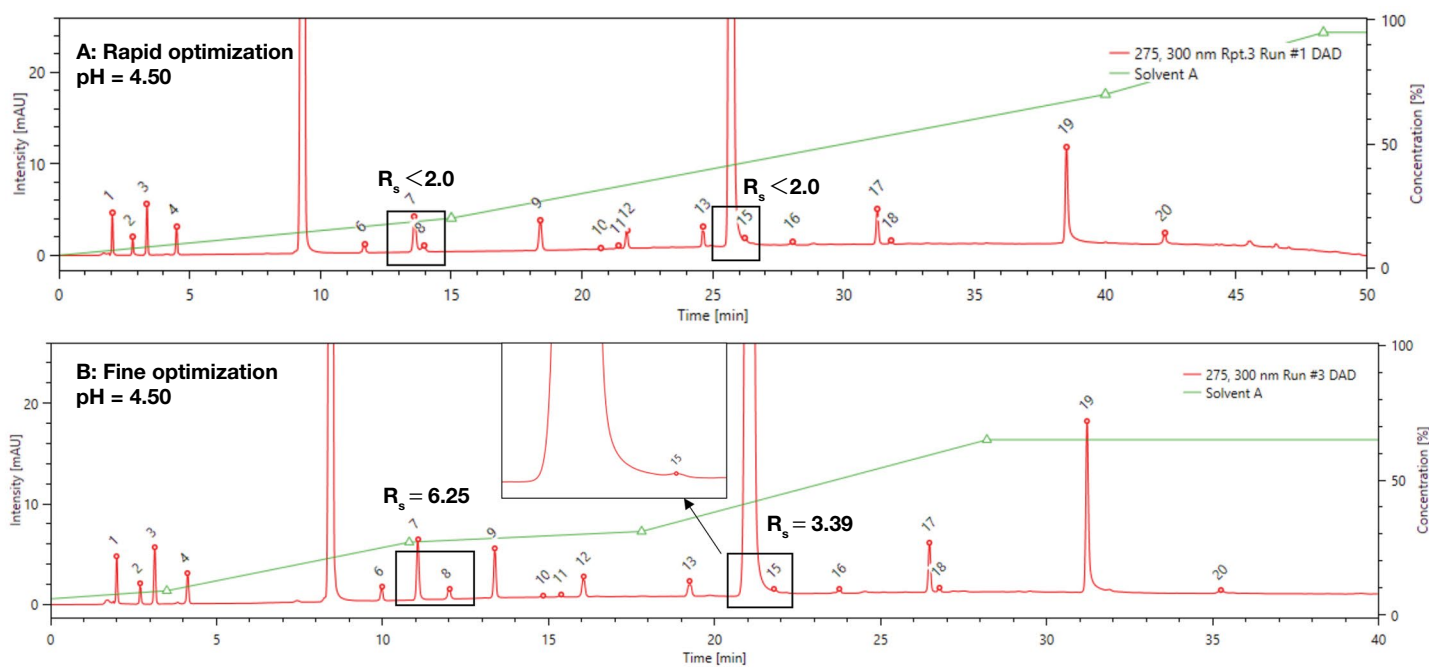 A: Rapid optimization
pH = 4.50
275, 300 nm Rpt.3 Run #1 DAD
Solvent A
Intensity [mAU]
20
10
0
Concentration [%]
100
50
0
Rs <2.0
Rs <2.0
1
2
3
4
6
7
8
9
10
11
12
13
15
16
17
18
19
20
0 5 10 15 20 25 30 35 40 45 50
Time [min]
B: Fine optimization
pH = 4.50
275, 300 nm Run #3 DAD
Solvent A
Intensity [mAU]
20
10
0
Concentration [%]
100
50
0
15
Rs = 6.25
Rs = 3.39
1
2
3
4
6
7
8
9
10
11
12
13
15
16
17
18
19
20
0 5 10 15 20 25 30 35 40
Time [min]